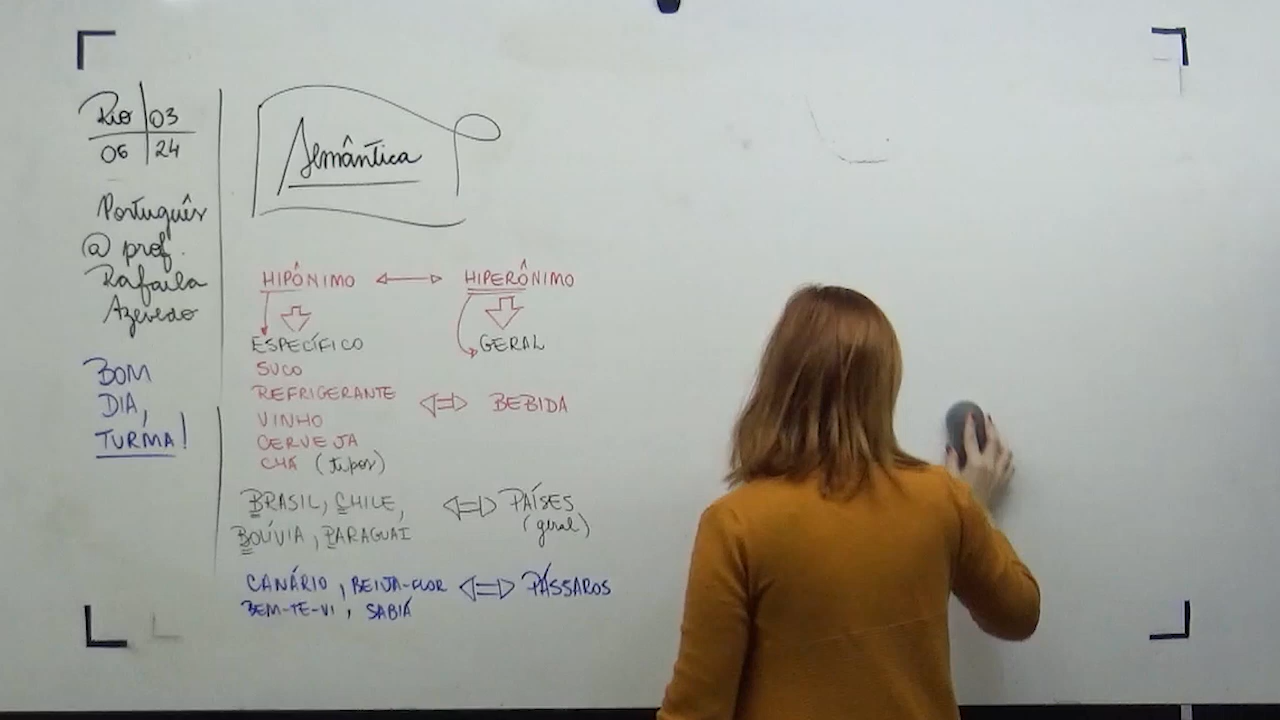 Rio 03
06 24
Português
@ prof.
Rafaela
Azevedo
BOM
DIA,
TURMA!
Semântica
HIPÔNIMO HIPERÔNIMO
ESPECÍFICO GERAL
SUCO
REFRIGERANTE BEBIDA
VINHO
CERVEJA
CHÁ (tipos)
BRASIL, CHILE, PAÍSES
BOLÍVIA, PARAGUAI (geral)
CANÁRIO, BEIJA-FLOR PÁSSAROS
BEM-TE-VI, SABIÁ